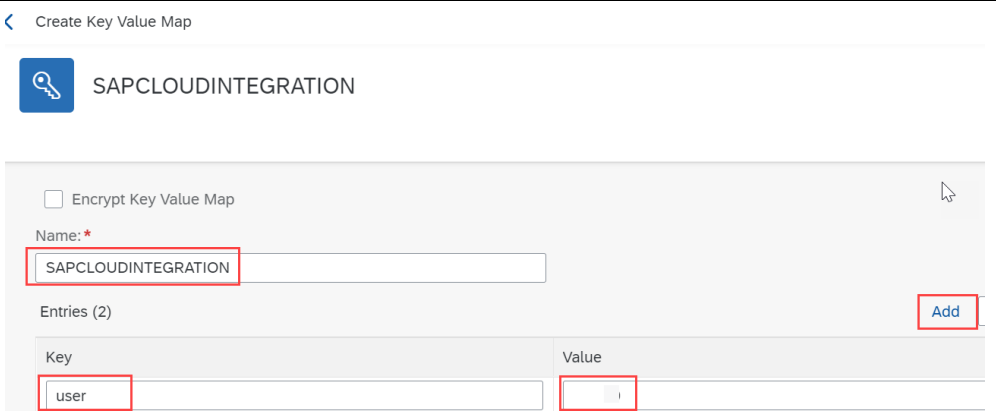 Create Key Value Map
SAPCLOUDINTEGRATION
Encrypt Key Value Map
Name:*
SAPCLOUDINTEGRATION
Entries (2)
Add
Key
Value
user